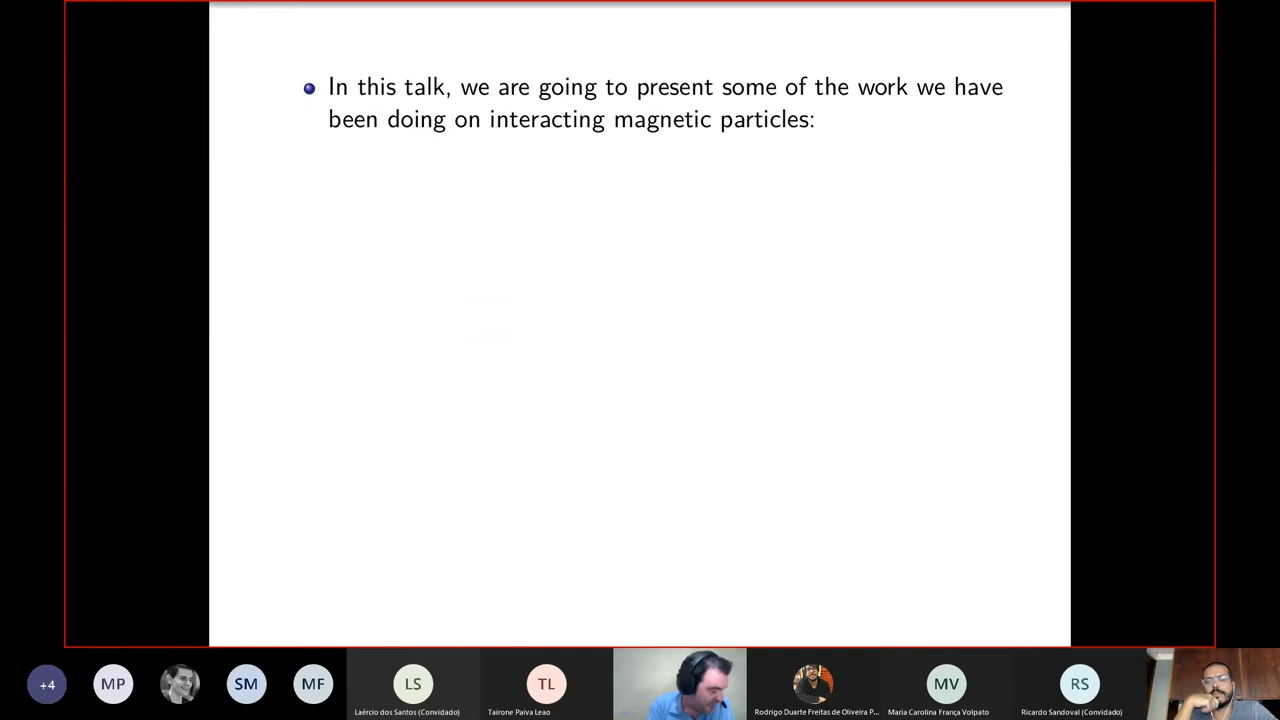 In this talk, we are going to present some of the work we have
been doing on interacting magnetic particles:
+4
MP
SM
MF
LS
Laércio dos Santos (Convidado)
TL
Tairone Paiva Leao
Rodrigo Duarte Freitas de Oliveira P...
MV
Maria Carolina França Volpato
RS
Ricardo Sandoval (Convidado)